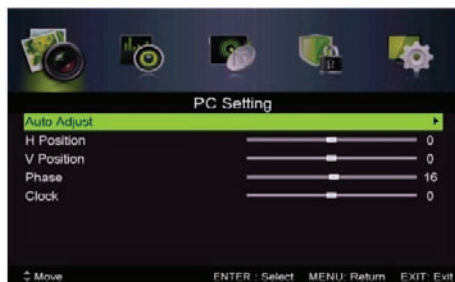 PC Setting
Auto Adjust
H Position 0
V Position 0
Phase 16
Clock 0
Move ENTER : Select MENU: Return EXIT: Exit